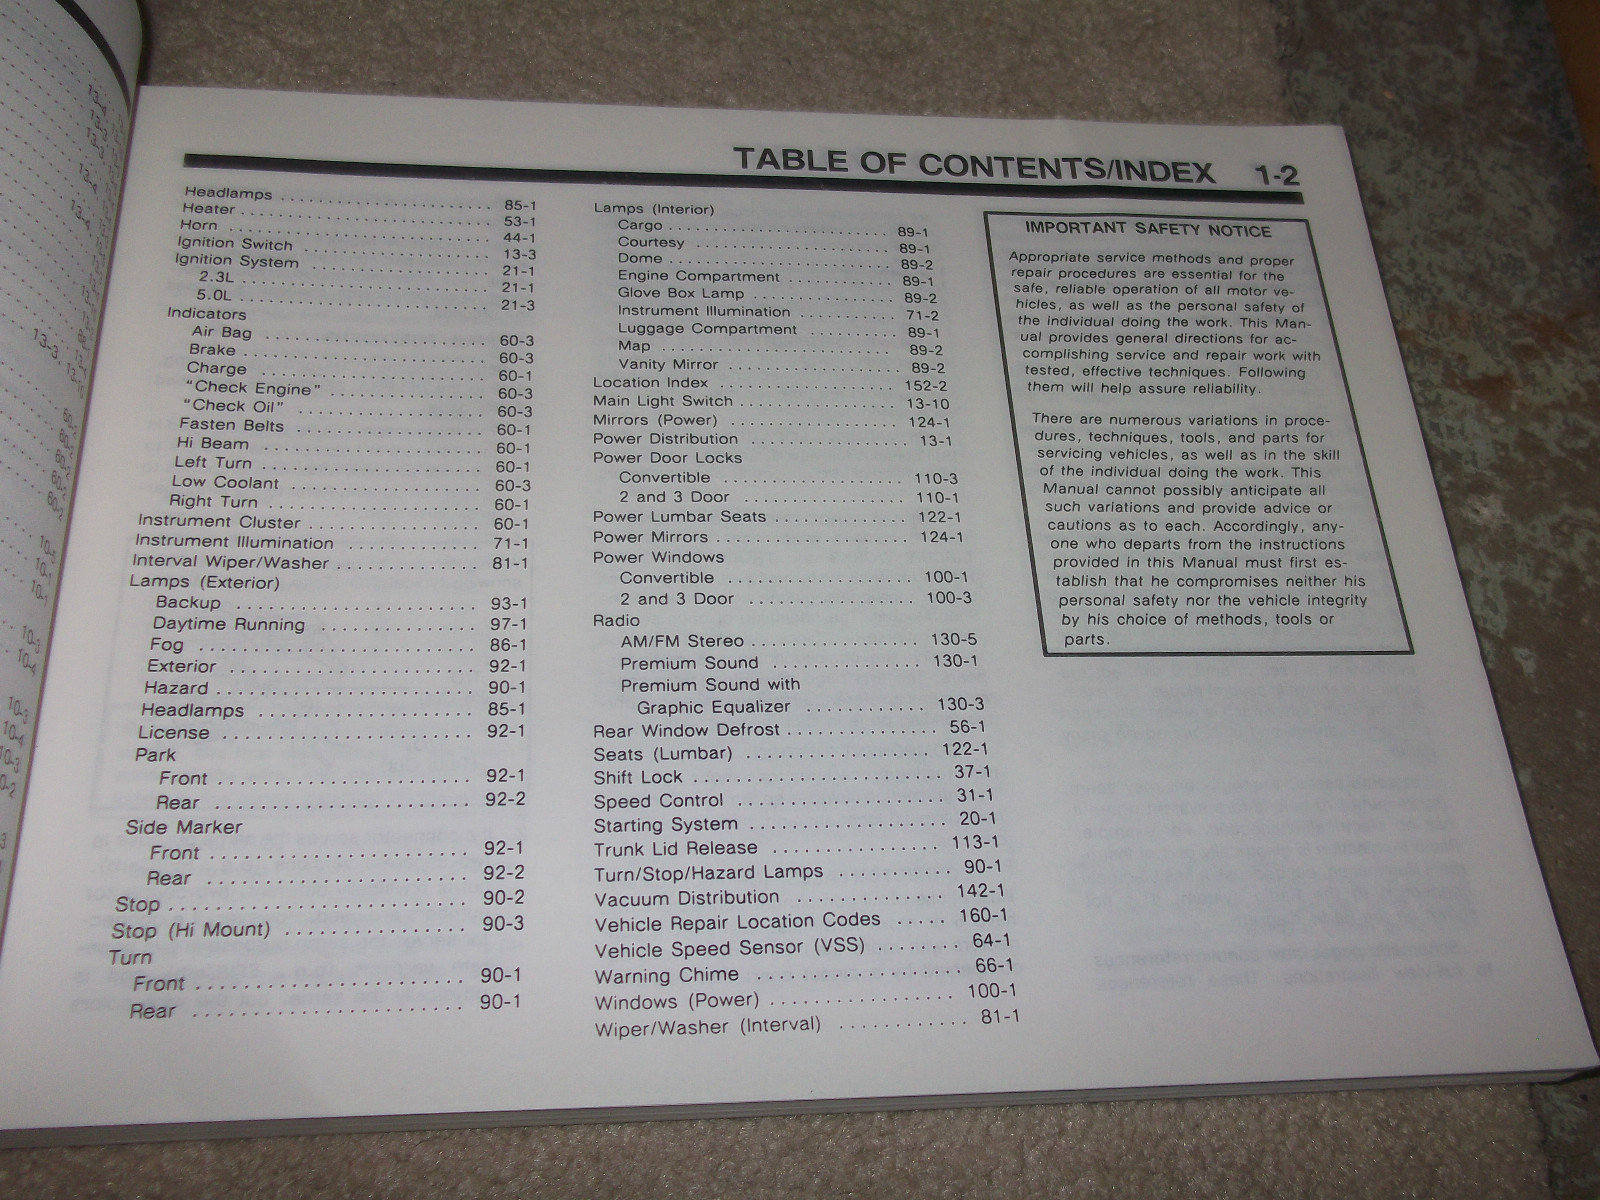 TABLE OF CONTENTS/INDEX 1-2
Headlamps 85-1
Heater 53-1
Horn 44-1
Ignition Switch 13-3
Ignition System 21-1
2.3L 21-1
5.0L 21-3
Indicators
Air Bag 60-3
Brake 60-3
Charge 60-1
"Check Engine" 60-3
"Check Oil" 60-3
Fasten Belts 60-1
Hi Beam 60-1
Left Turn 60-1
Low Coolant 60-3
Right Turn 60-1
Instrument Cluster 60-1
Instrument Illumination 71-1
Interval Wiper/Washer 81-1
Lamps (Exterior)
Backup 93-1
Daytime Running 97-1
Fog 86-1
Exterior 92-1
Hazard 90-1
Headlamps 85-1
License 92-1
Park
Front 92-1
Rear 92-2
Side Marker
Front 92-1
Rear 92-2
Stop 90-2
Stop (Hi Mount) 90-3
Turn
Front 90-1
Rear 90-1
Lamps (Interior)
Cargo 89-1
Courtesy 89-1
Dome 89-2
Engine Compartment 89-1
Glove Box Lamp 89-2
Instrument Illumination 71-2
Luggage Compartment 89-1
Map 89-2
Vanity Mirror 89-2
Location Index 152-2
Main Light Switch 13-10
Mirrors (Power) 124-1
Power Distribution 13-1
Power Door Locks
Convertible 110-3
2 and 3 Door 110-1
Power Lumbar Seats 122-1
Power Mirrors 124-1
Power Windows
Convertible 100-1
2 and 3 Door 100-3
Radio
AM/FM Stereo 130-5
Premium Sound 130-1
Premium Sound with
Graphic Equalizer 130-3
Rear Window Defrost 56-1
Seats (Lumbar) 122-1
Shift Lock 37-1
Speed Control 31-1
Starting System 20-1
Trunk Lid Release 113-1
Turn/Stop/Hazard Lamps 90-1
Vacuum Distribution 142-1
Vehicle Repair Location Codes 160-1
Vehicle Speed Sensor (VSS) 64-1
Warning Chime 66-1
Windows (Power) 100-1
Wiper/Washer (Interval) 81-1
IMPORTANT SAFETY NOTICE
Appropriate service methods and proper
repair procedures are essential for the
safe, reliable operation of all motor ve-
hicles, as well as the personal safety of
the individual doing the work. This Man-
ual provides general directions for ac-
complishing service and repair work with
tested, effective techniques. Following
them will help assure reliability.
There are numerous variations in proce-
dures, techniques, tools, and parts for
servicing vehicles, as well as in the skill
of the individual doing the work. This
Manual cannot possibly anticipate all
such variations and provide advice or
cautions as to each. Accordingly, any-
one who departs from the instructions
provided in this Manual must first es-
tablish that he compromises neither his
personal safety nor the vehicle integrity
by his choice of methods, tools or
parts.